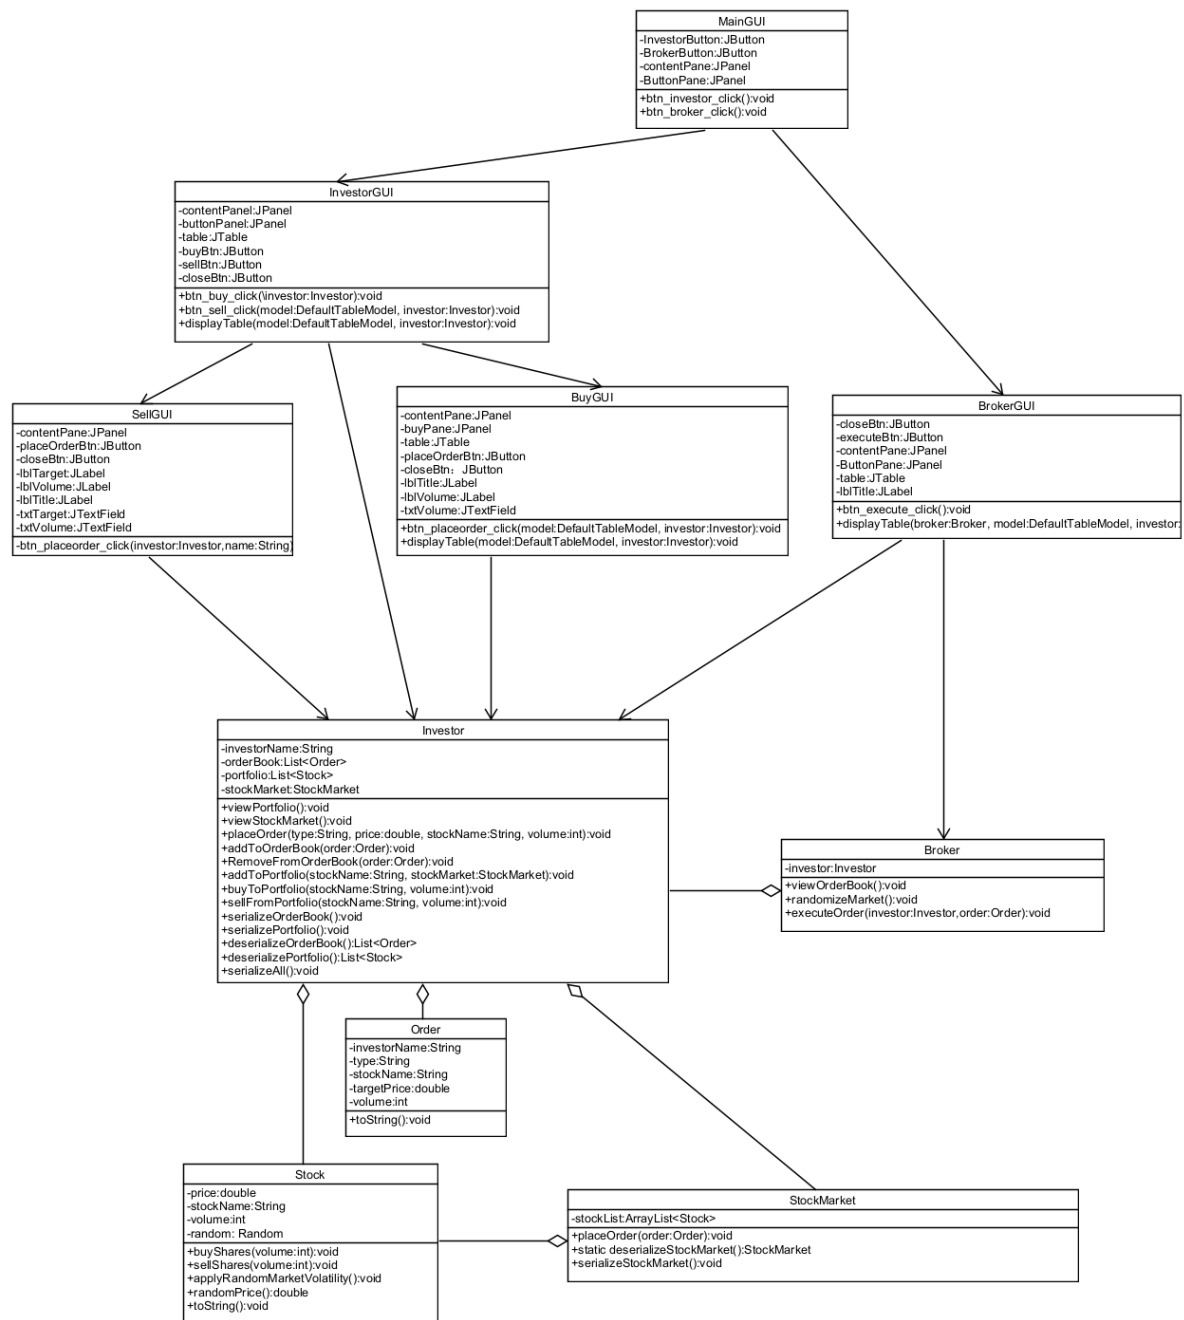 MainGUI
-InvestorButton:JButton
-BrokerButton:JButton
-contentPane:JPanel
-ButtonPane:JPanel
+btn_investor_click():void
+btn_broker_click():void
InvestorGUI
-contentPanel:JPanel
-buttonPanel:JPanel
-table:JTable
-buyBtn:JButton
-sellBtn:JButton
-closeBtn:JButton
+btn_buy_click(\investor:Investor):void
+btn_sell_click(model:DefaultTableModel, investor:Investor):void
+displayTable(model:DefaultTableModel, investor:Investor):void
SellGUI
-contentPane:JPanel
-placeOrderBtn:JButton
-closeBtn:JButton
-lblTarget:JLabel
-lblVolume:JLabel
-lblTitle:JLabel
-txtTarget:JTextField
-txtVolume:JTextField
-btn_placeorder_click(investor:Investor,name:String)
BuyGUI
-contentPane:JPanel
-buyPane:JPanel
-table:JTable
-placeOrderBtn:JButton
-closeBtn：JButton
-lblTitle:JLabel
-lblVolume:JLabel
-txtVolume:JTextField
+btn_placeorder_click(model:DefaultTableModel, investor:Investor):void
+displayTable(model:DefaultTableModel, investor:Investor):void
BrokerGUI
-closeBtn:JButton
-executeBtn:JButton
-contentPane:JPanel
-ButtonPane:JPanel
-table:JTable
-lblTitle:JLabel
+btn_execute_click():void
+displayTable(broker:Broker, model:DefaultTableModel, investor:
Investor
-investorName:String
-orderBook:List<Order>
-portfolio:List<Stock>
-stockMarket:StockMarket
+viewPortfolio():void
+viewStockMarket():void
+placeOrder(type:String, price:double, stockName:String, volume:int):void
+addToOrderBook(order:Order):void
+RemoveFromOrderBook(order:Order):void
+addToPortfolio(stockName:String, stockMarket:StockMarket):void
+buyToPortfolio(stockName:String, volume:int):void
+sellFromPortfolio(stockName:String, volume:int):void
+serializeOrderBook():void
+serializePortfolio():void
+deserializeOrderBook():List<Order>
+deserializePortfolio():List<Stock>
+serializeAll():void
Broker
-investor:Investor
+viewOrderBook():void
+randomizeMarket():void
+executeOrder(investor:Investor,order:Order):void
Order
-investorName:String
-type:String
-stockName:String
-targetPrice:double
-volume:int
+toString():void
Stock
-price:double
-stockName:String
-volume:int
-random: Random
+buyShares(volume:int):void
+sellShares(volume:int):void
+applyRandomMarketVolatility():void
+randomPrice():double
+toString():void
StockMarket
-stockList:ArrayList<Stock>
+placeOrder(order:Order):void
+static deserializeStockMarket():StockMarket
+serializeStockMarket():void